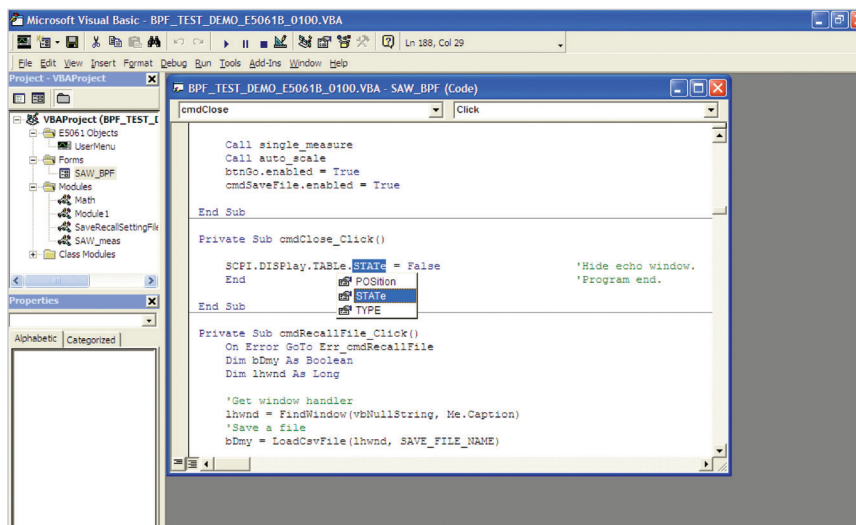 Microsoft Visual Basic - BPF_TEST_DEMO_E5061B_0100.VBA
Ln 188, Col 29
File Edit View Insert Format Debug Run Tools Add-Ins Window Help
Project - VBAProject
VBAProject (BPF_TEST_D
E5061 Objects
UserMenu
Forms
SAW_BPF
Modules
Math
Module1
SaveRecallSettingFile
SAW_meas
Class Modules
Properties
Alphabetic Categorized
BPF_TEST_DEMO_E5061B_0100.VBA - SAW_BPF (Code)
cmdClose Click
Call single_measure
Call auto_scale
btnGo.enabled = True
cmdSaveFile.enabled = True
End Sub
Private Sub cmdClose_Click()
SCPI.DISPlay.TABLe.STATe = False 'Hide echo window.
End 'Program end.
POSition
STATe
TYPE
End Sub
Private Sub cmdRecallFile_Click()
On Error GoTo Err_cmdRecallFile
Dim bDmy As Boolean
Dim lhwnd As Long
'Get window handler
lhwnd = FindWindow(vbNullString, Me.Caption)
'Save a file
bDmy = LoadCsvFile(lhwnd, SAVE_FILE_NAME)